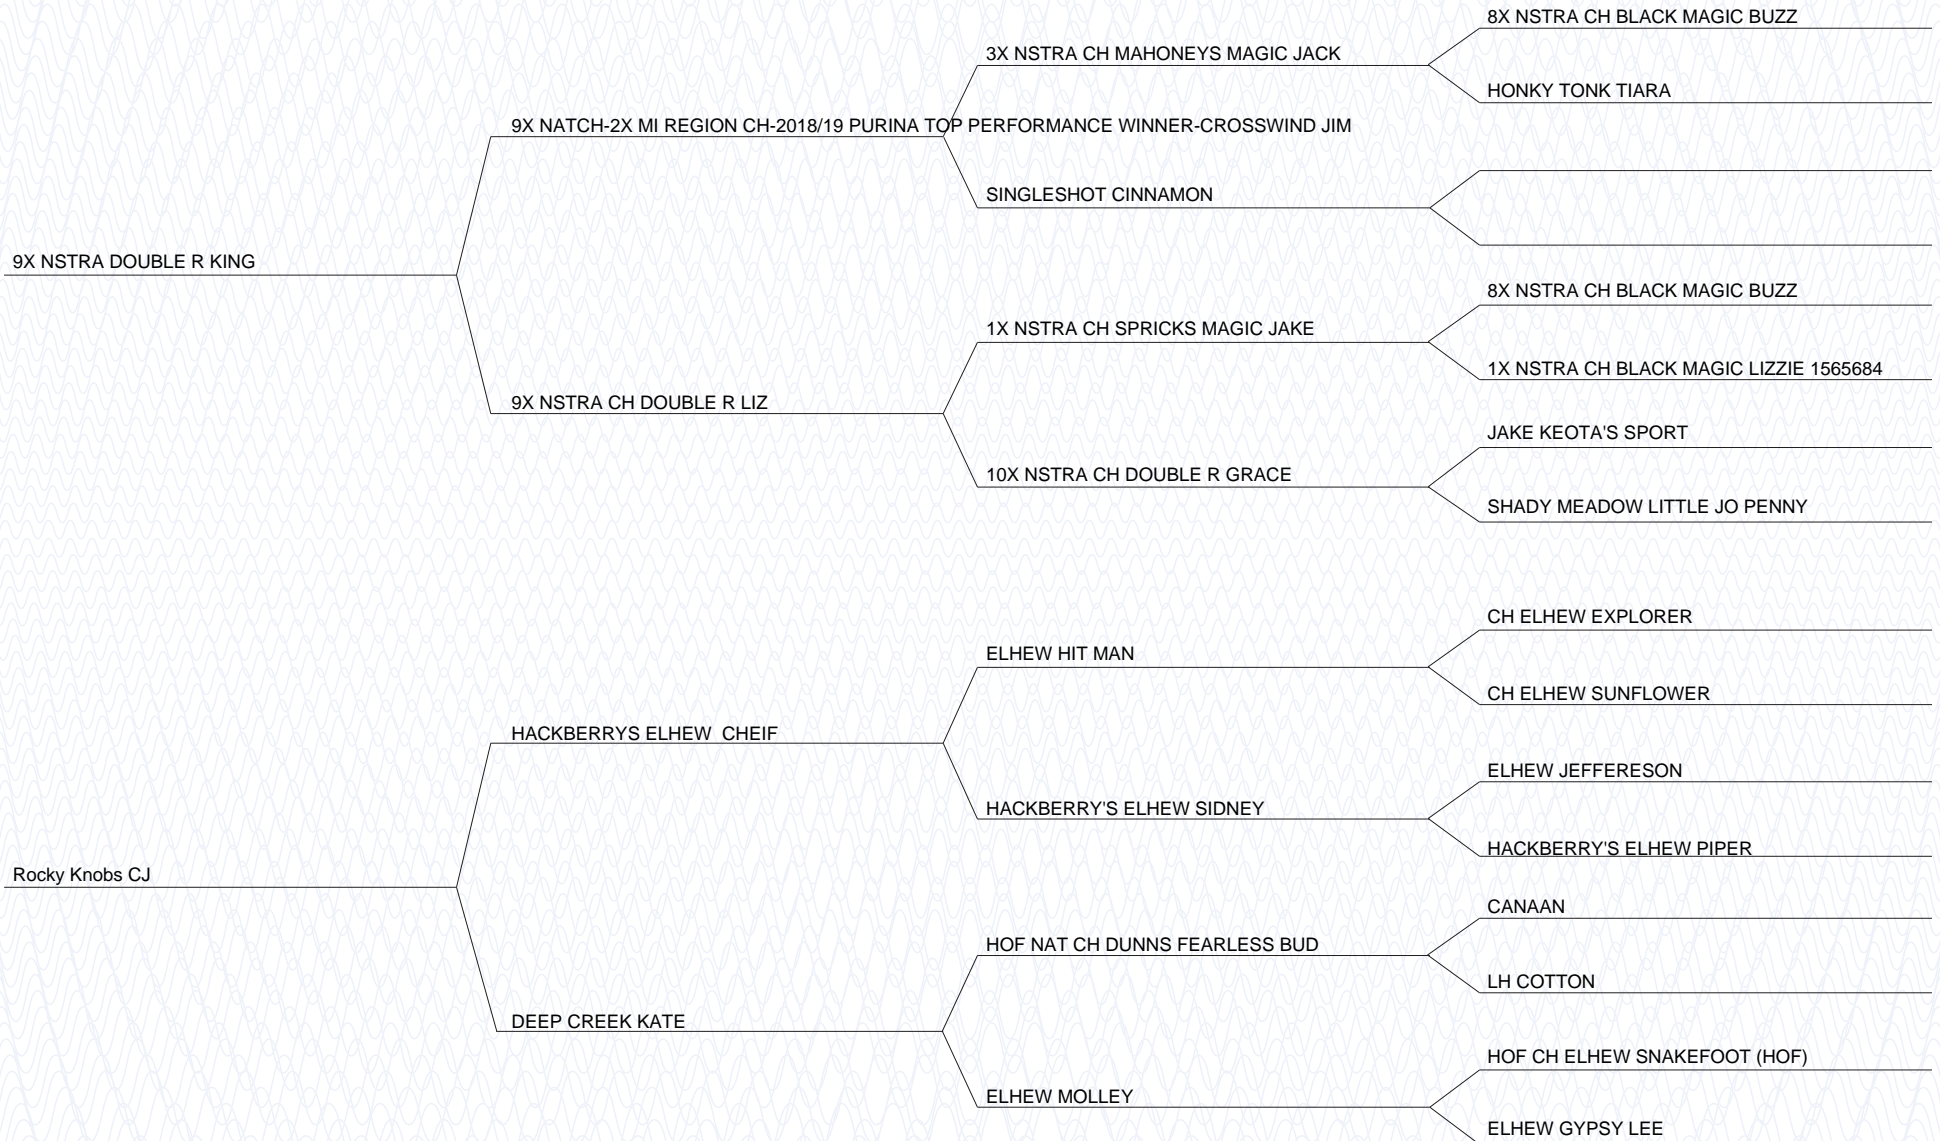 8X NSTRA CH BLACK MAGIC BUZZ
3X NSTRA CH MAHONEYS MAGIC JACK
HONKY TONK TIARA
9X NATCH-2X MI REGION CH-2018/19 PURINA TOP PERFORMANCE WINNER-CROSSWIND JIM
SINGLESHOT CINNAMON
9X NSTRA DOUBLE R KING
8X NSTRA CH BLACK MAGIC BUZZ
1X NSTRA CH SPRICKS MAGIC JAKE
1X NSTRA CH BLACK MAGIC LIZZIE 1565684
9X NSTRA CH DOUBLE R LIZ
JAKE KEOTA'S SPORT
10X NSTRA CH DOUBLE R GRACE
SHADY MEADOW LITTLE JO PENNY
CH ELHEW EXPLORER
ELHEW HIT MAN
CH ELHEW SUNFLOWER
HACKBERRYS ELHEW  CHEIF
ELHEW JEFFERESON
HACKBERRY'S ELHEW SIDNEY
HACKBERRY'S ELHEW PIPER
Rocky Knobs CJ
CANAAN
HOF NAT CH DUNNS FEARLESS BUD
LH COTTON
DEEP CREEK KATE
HOF CH ELHEW SNAKEFOOT (HOF)
ELHEW MOLLEY
ELHEW GYPSY LEE